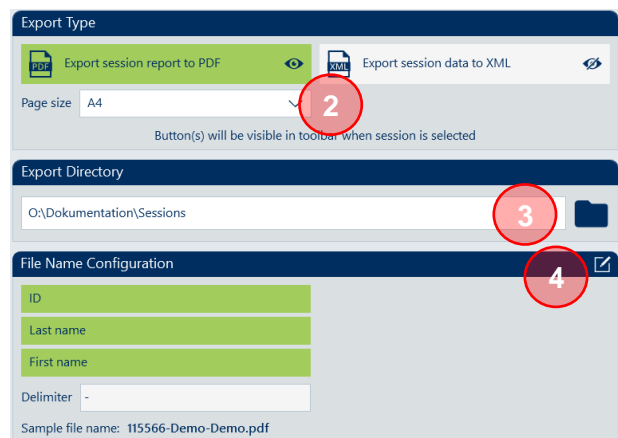 Export Type
PDF Export session report to PDF XML Export session data to XML
Page size A4 2
Button(s) will be visible in toolbar when session is selected
Export Directory
O:\Dokumentation\Sessions 3
File Name Configuration 4
ID
Last name
First name
Delimiter -
Sample file name: 115566-Demo-Demo.pdf